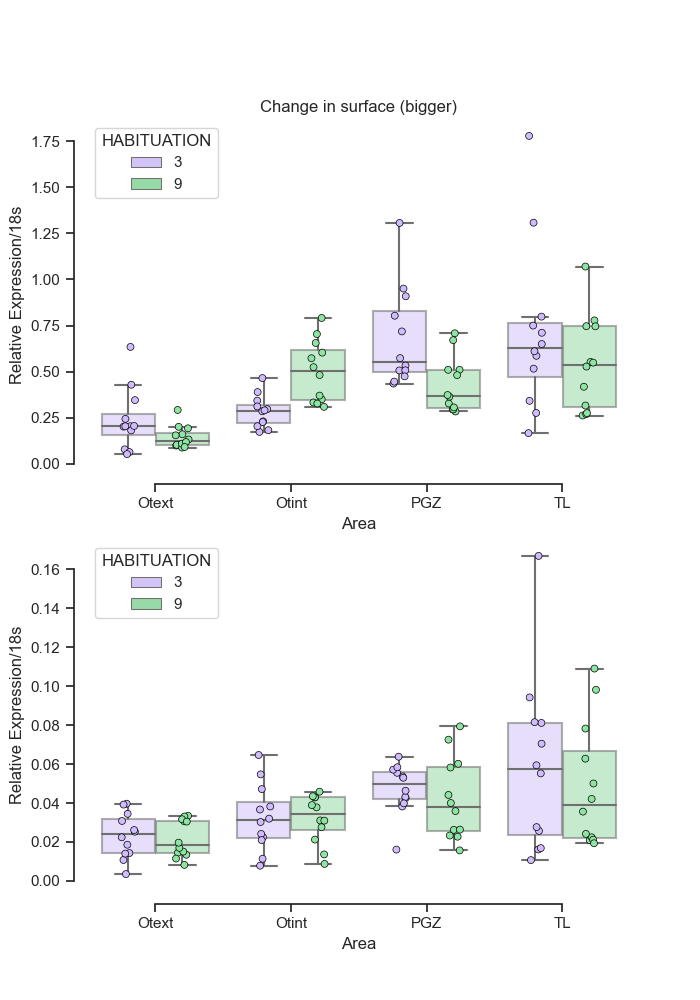 Change in surface (bigger)
HABITUATION
3
9
1.75
1.50
1.25
1.00
0.75
0.50
0.25
0.00
Relative Expression/18s
Otext Otint PGZ TL
Area
HABITUATION
3
9
0.16
0.14
0.12
0.10
0.08
0.06
0.04
0.02
0.00
Relative Expression/18s
Otext Otint PGZ TL
Area